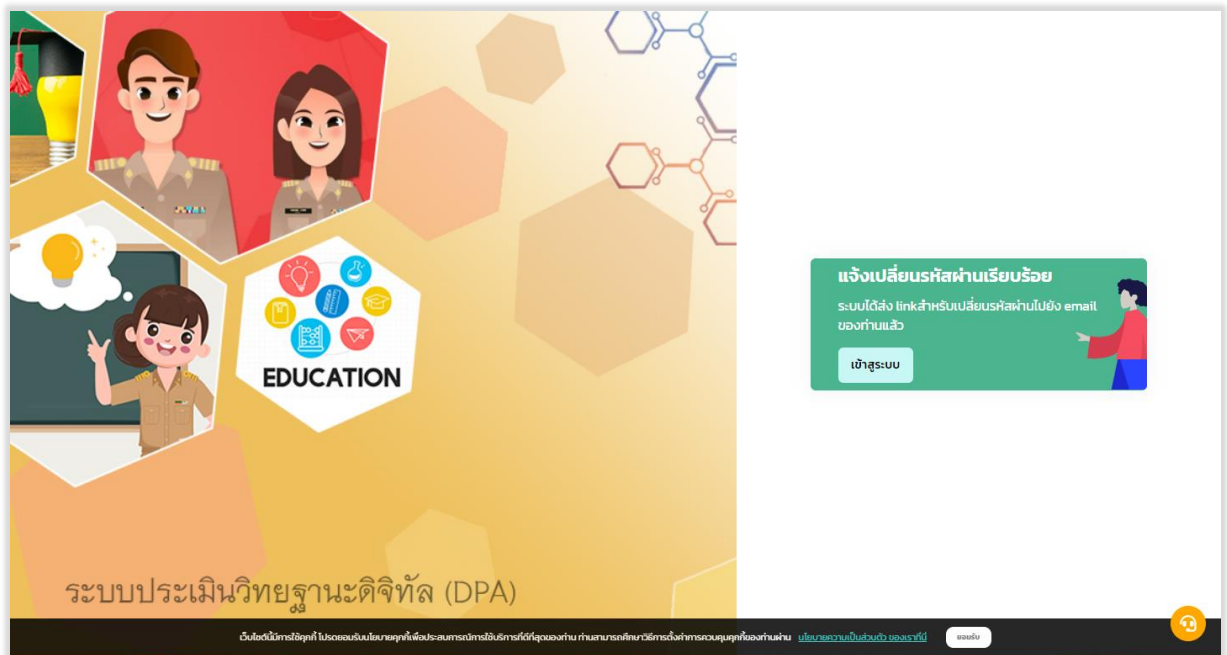 EDUCATION
ระบบประเมินวิทยฐานะดิจิทัล (DPA)
แจ้งเปลี่ยนรหัสผ่านเรียบร้อย
ระบบได้ส่ง linkสำหรับเปลี่ยนรหัสผ่านไปยัง email
ของท่านแล้ว
เข้าสู่ระบบ
เว็บไซต์นี้มีการใช้คุกกี้ โปรดยอมรับนโยบายคุกกี้เพื่อประสบการณ์การใช้บริการที่ดีที่สุดของท่าน ท่านสามารถศึกษาวิธีการตั้งค่าการควบคุมคุกกี้ของท่านผ่าน นโยบายความเป็นส่วนตัว ของเราที่นี่ ยอมรับ